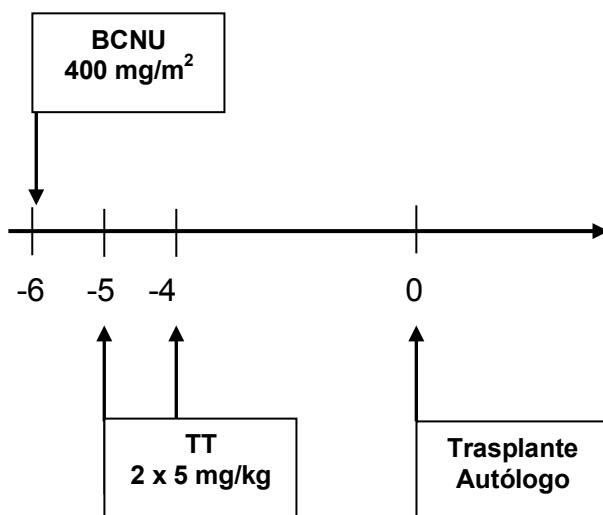 BCNU
400 mg/m²
-6
-5
-4
0
TT
2 x 5 mg/kg
Trasplante
Autólogo